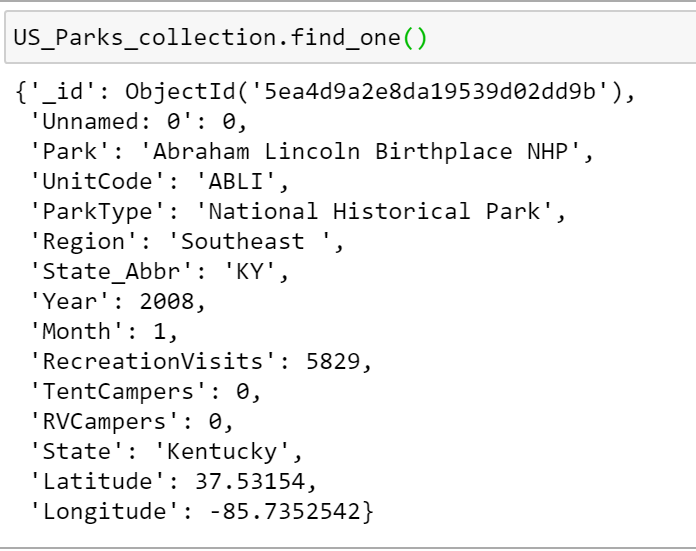 US_Parks_collection.find_one()
{'_id': ObjectId('5ea4d9a2e8da19539d02dd9b'),
'Unnamed: 0': 0,
'Park': 'Abraham Lincoln Birthplace NHP',
'UnitCode': 'ABLI',
'ParkType': 'National Historical Park',
'Region': 'Southeast ',
'State_Abbr': 'KY',
'Year': 2008,
'Month': 1,
'RecreationVisits': 5829,
'TentCampers': 0,
'RVCampers': 0,
'State': 'Kentucky',
'Latitude': 37.53154,
'Longitude': -85.7352542}